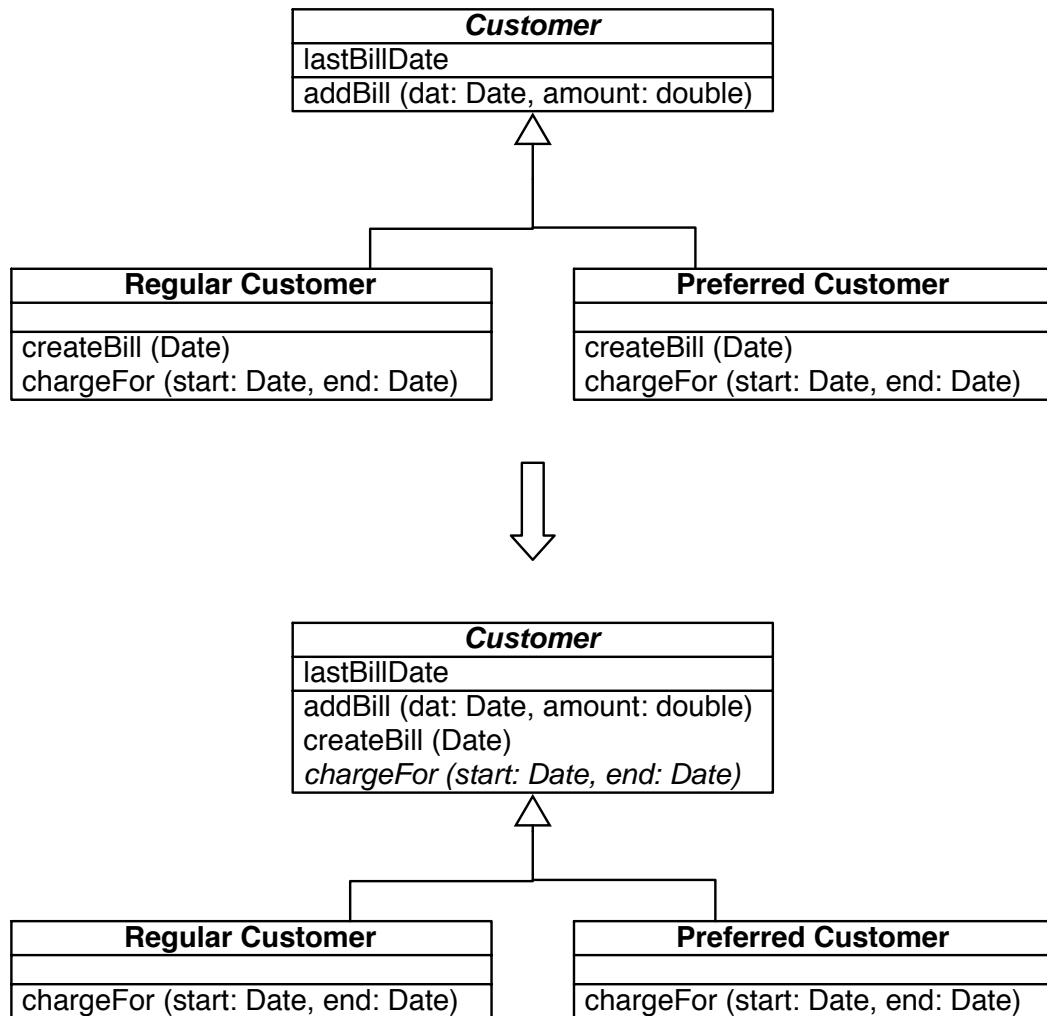 Customer
lastBillDate
addBill (dat: Date, amount: double)
Regular Customer
createBill (Date)
chargeFor (start: Date, end: Date)
Preferred Customer
createBill (Date)
chargeFor (start: Date, end: Date)
Customer
lastBillDate
addBill (dat: Date, amount: double)
createBill (Date)
chargeFor (start: Date, end: Date)
Regular Customer
chargeFor (start: Date, end: Date)
Preferred Customer
chargeFor (start: Date, end: Date)